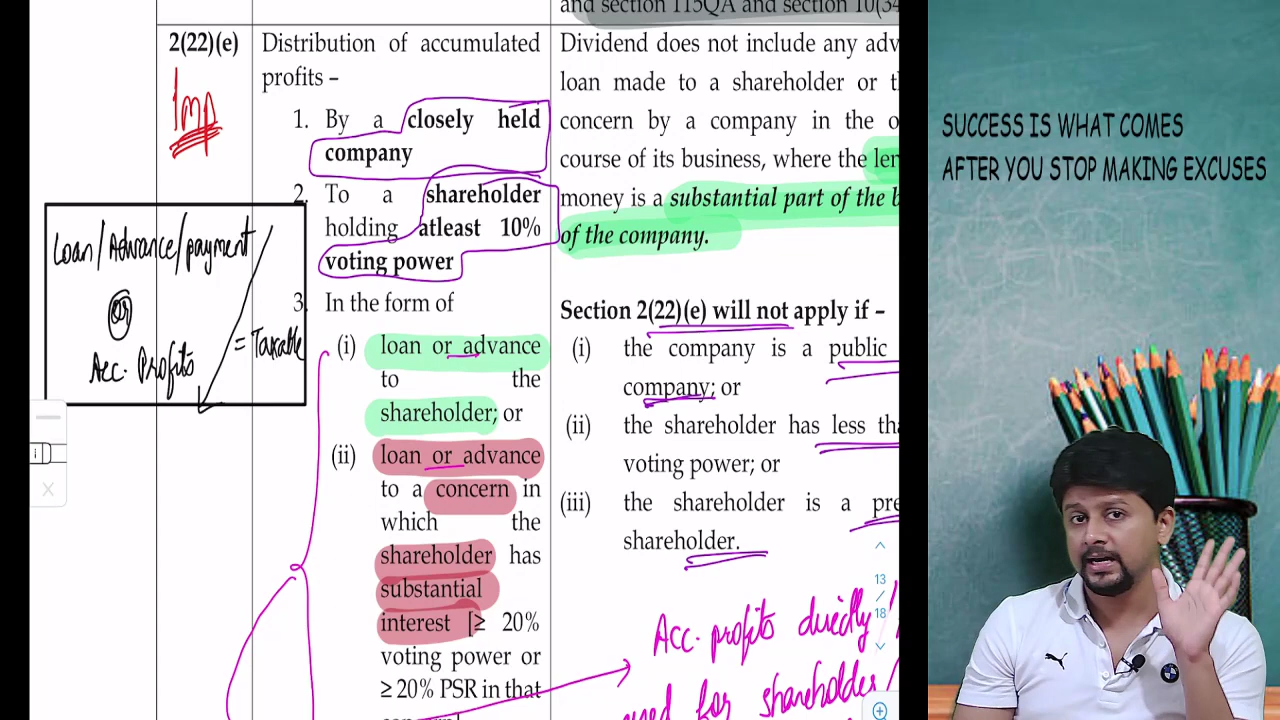 and section 115QA and section 10(34
2(22)(e)
Imp
Distribution of accumulated
profits –
1. By a closely held
company
2. To a shareholder
holding atleast 10%
voting power
3. In the form of
(i) loan or advance
to the
shareholder; or
(ii) loan or advance
to a concern in
which the
shareholder has
substantial
interest [≥ 20%
voting power or
≥ 20% PSR in that
Dividend does not include any adv
loan made to a shareholder or t
concern by a company in the o
course of its business, where the len
money is a substantial part of the b
of the company.
Section 2(22)(e) will not apply if –
(i) the company is a public
company; or
(ii) the shareholder has less tha
voting power; or
(iii) the shareholder is a pre
shareholder.
Loan/Advance/payment
or
Acc. Profits
= Taxable
Acc. profits directly
used for shareholder
13
/
18
SUCCESS IS WHAT COMES
AFTER YOU STOP MAKING EXCUSES